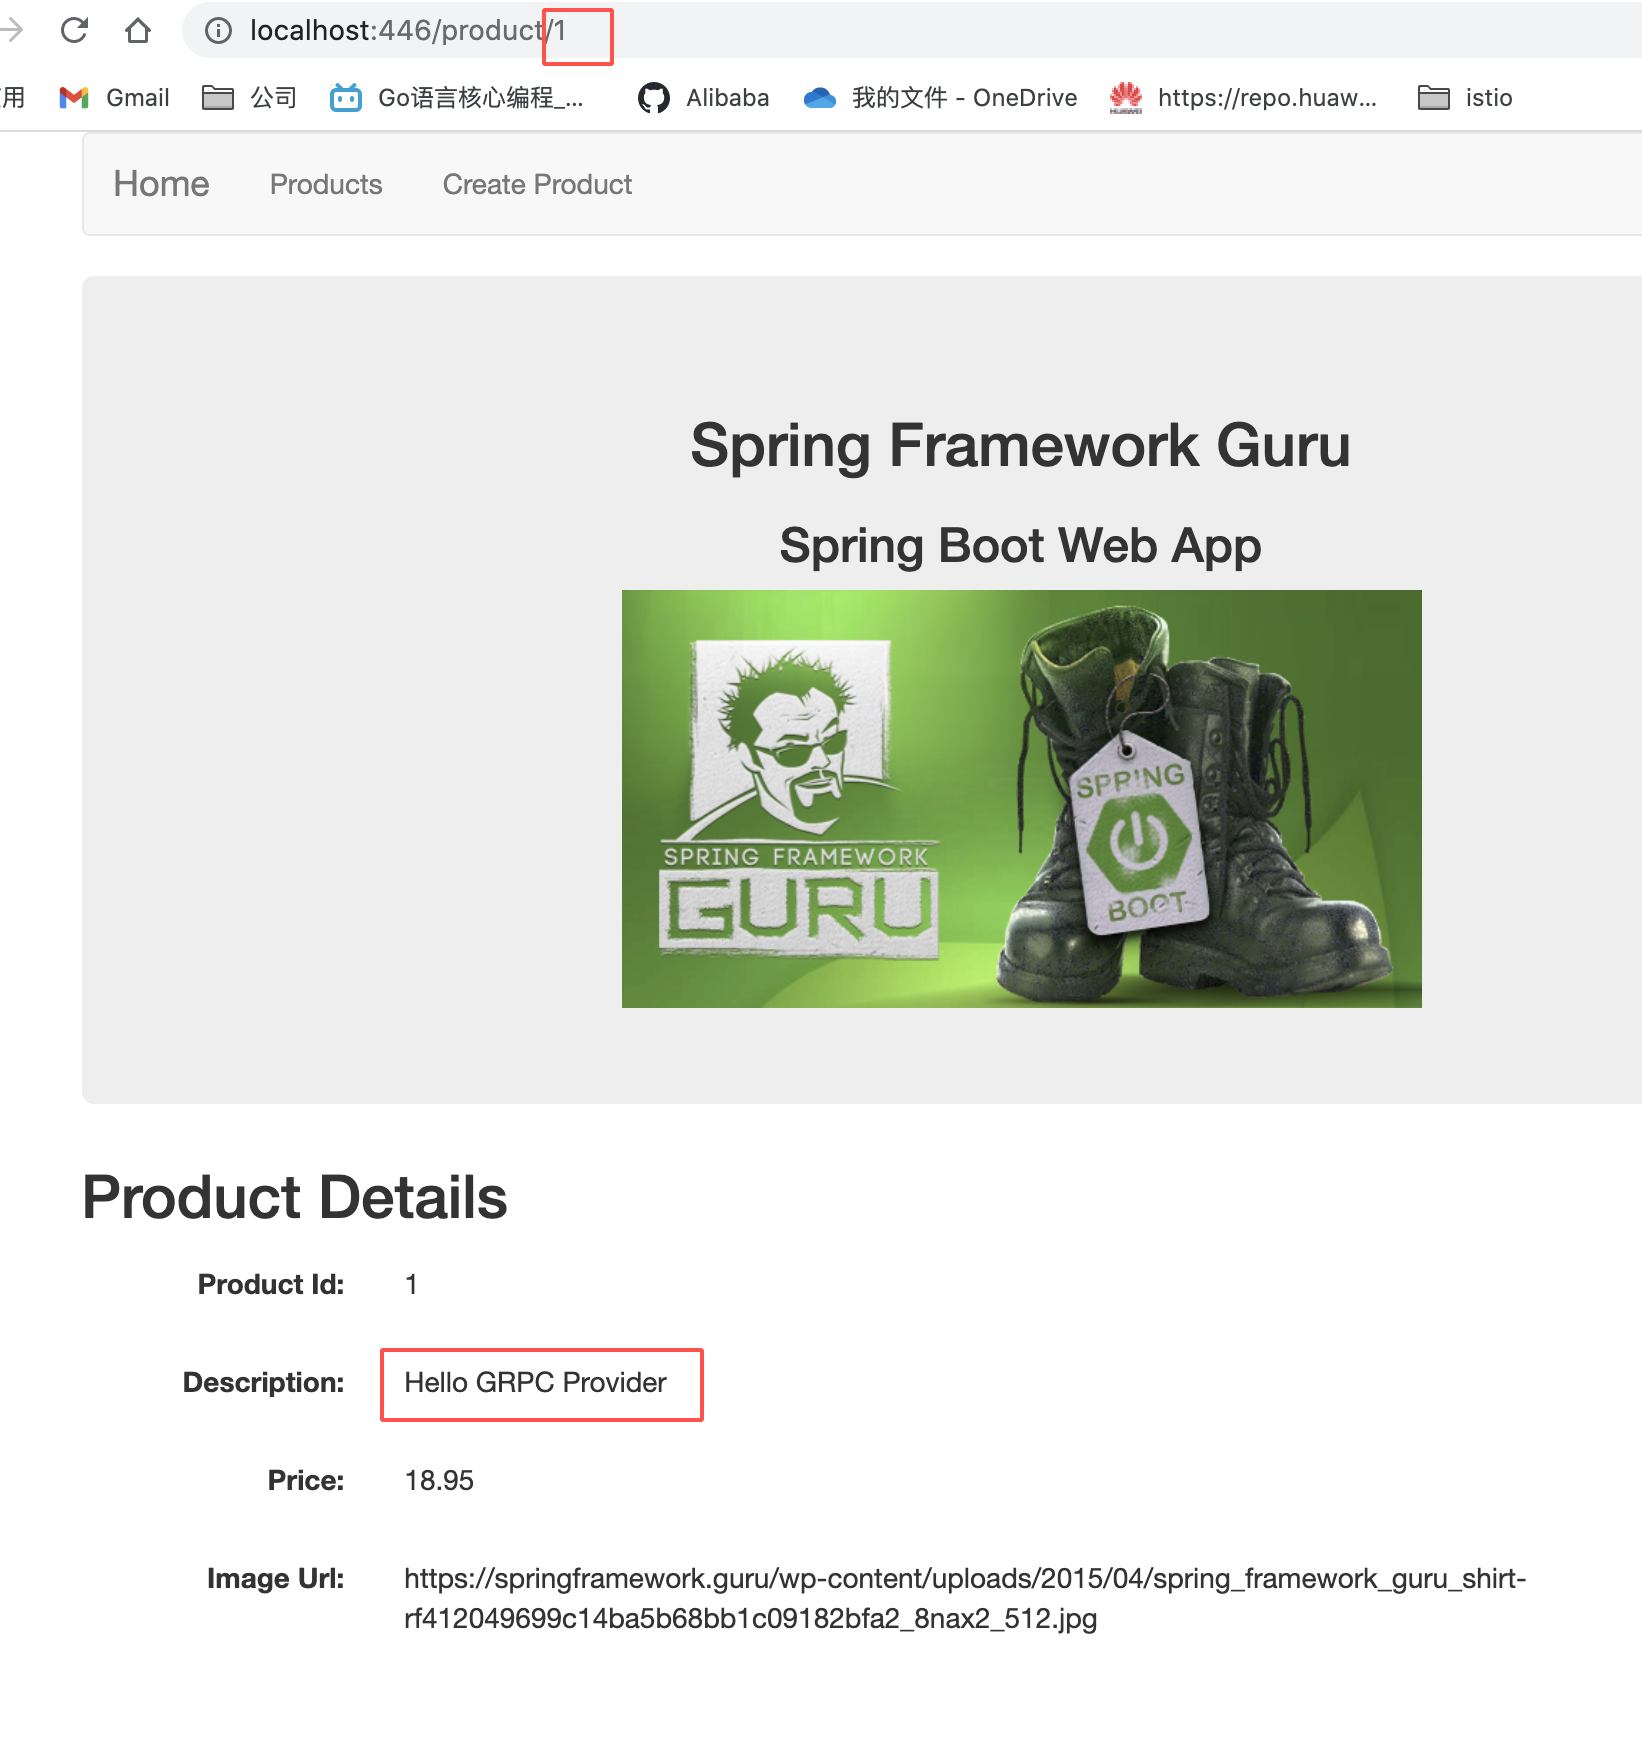 localhost:446/product/1
用 Gmail 公司 Go语言核心编程_... Alibaba 我的文件 - OneDrive https://repo.huaw... istio
Home Products Create Product
Spring Framework Guru
Spring Boot Web App
SPRING FRAMEWORK
GURU
SPRING
BOOT
Product Details
Product Id: 1
Description: Hello GRPC Provider
Price: 18.95
Image Url: https://springframework.guru/wp-content/uploads/2015/04/spring_framework_guru_shirt-
rf412049699c14ba5b68bb1c09182bfa2_8nax2_512.jpg